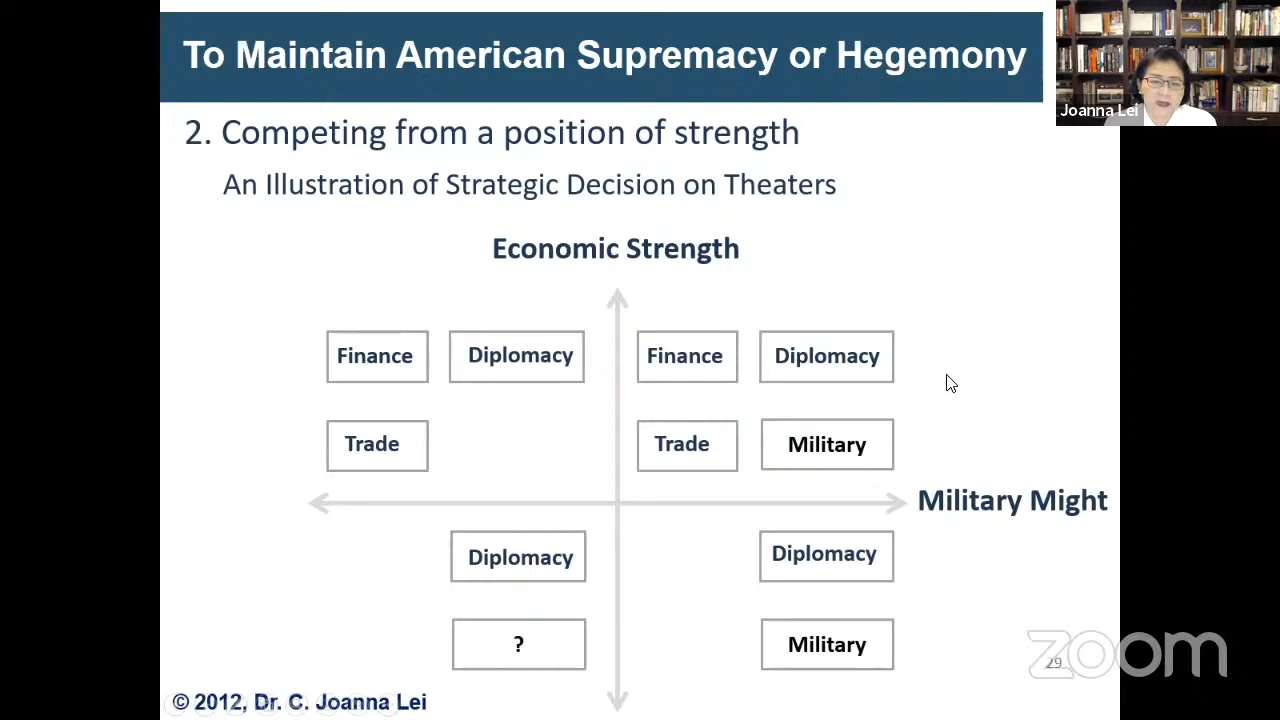 To Maintain American Supremacy or Hegemony
Joanna Lei
2. Competing from a position of strength
An Illustration of Strategic Decision on Theaters
Economic Strength
Finance Diplomacy Finance Diplomacy
Trade Trade Military
Military Might
Diplomacy Diplomacy
? Military
zoom
29
© 2012, Dr. C. Joanna Lei